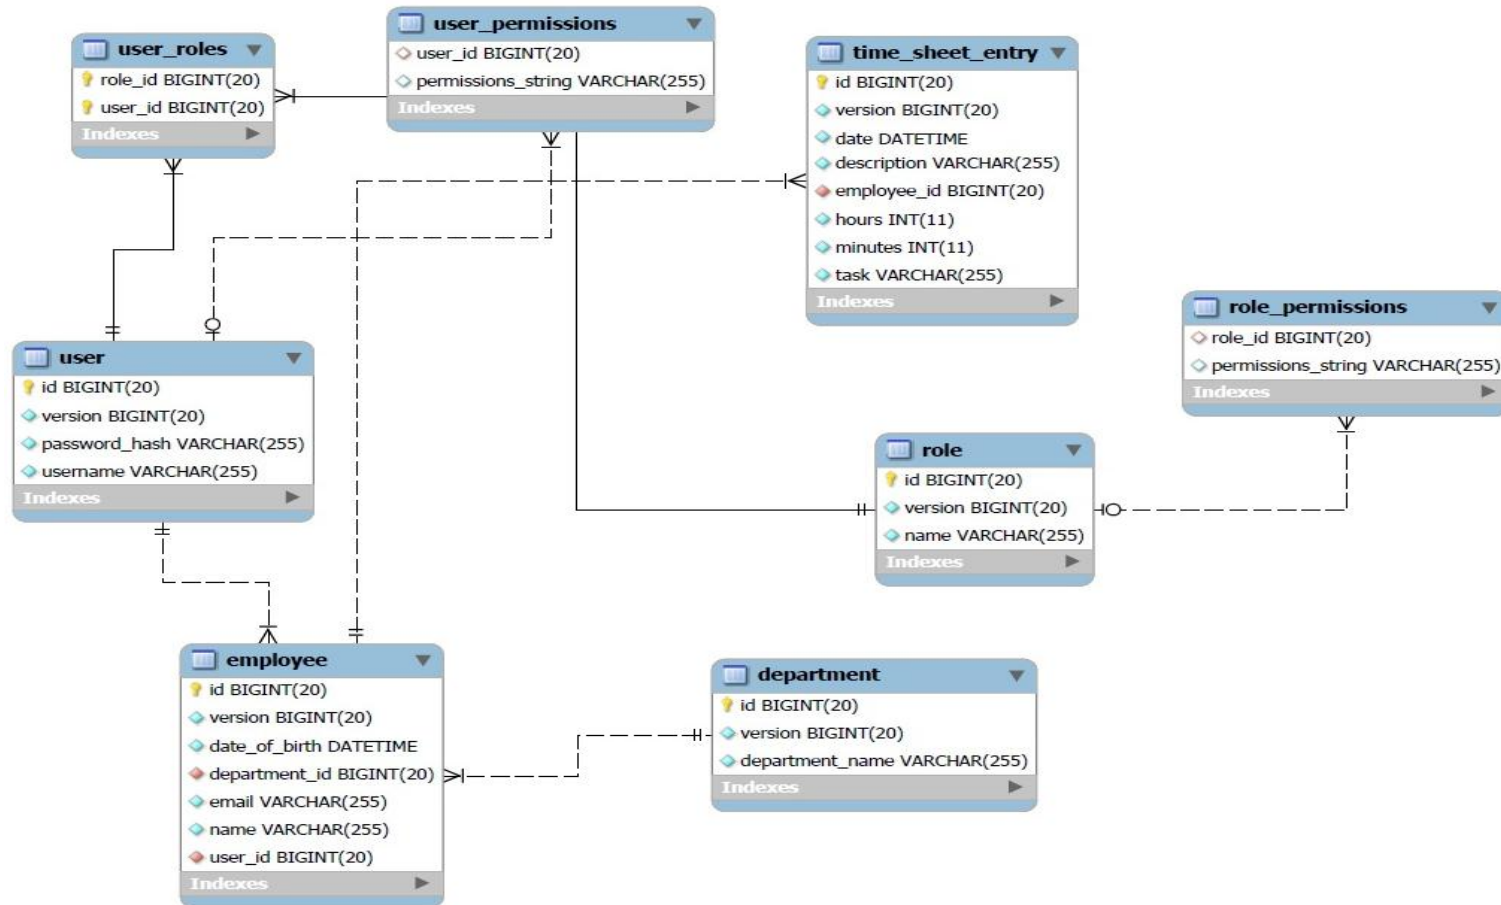 user_roles
role_id BIGINT(20)
user_id BIGINT(20)
Indexes
user_permissions
user_id BIGINT(20)
permissions_string VARCHAR(255)
Indexes
time_sheet_entry
id BIGINT(20)
version BIGINT(20)
date DATETIME
description VARCHAR(255)
employee_id BIGINT(20)
hours INT(11)
minutes INT(11)
task VARCHAR(255)
Indexes
role_permissions
role_id BIGINT(20)
permissions_string VARCHAR(255)
Indexes
user
id BIGINT(20)
version BIGINT(20)
password_hash VARCHAR(255)
username VARCHAR(255)
Indexes
role
id BIGINT(20)
version BIGINT(20)
name VARCHAR(255)
Indexes
employee
id BIGINT(20)
version BIGINT(20)
date_of_birth DATETIME
department_id BIGINT(20)
email VARCHAR(255)
name VARCHAR(255)
user_id BIGINT(20)
Indexes
department
id BIGINT(20)
version BIGINT(20)
department_name VARCHAR(255)
Indexes